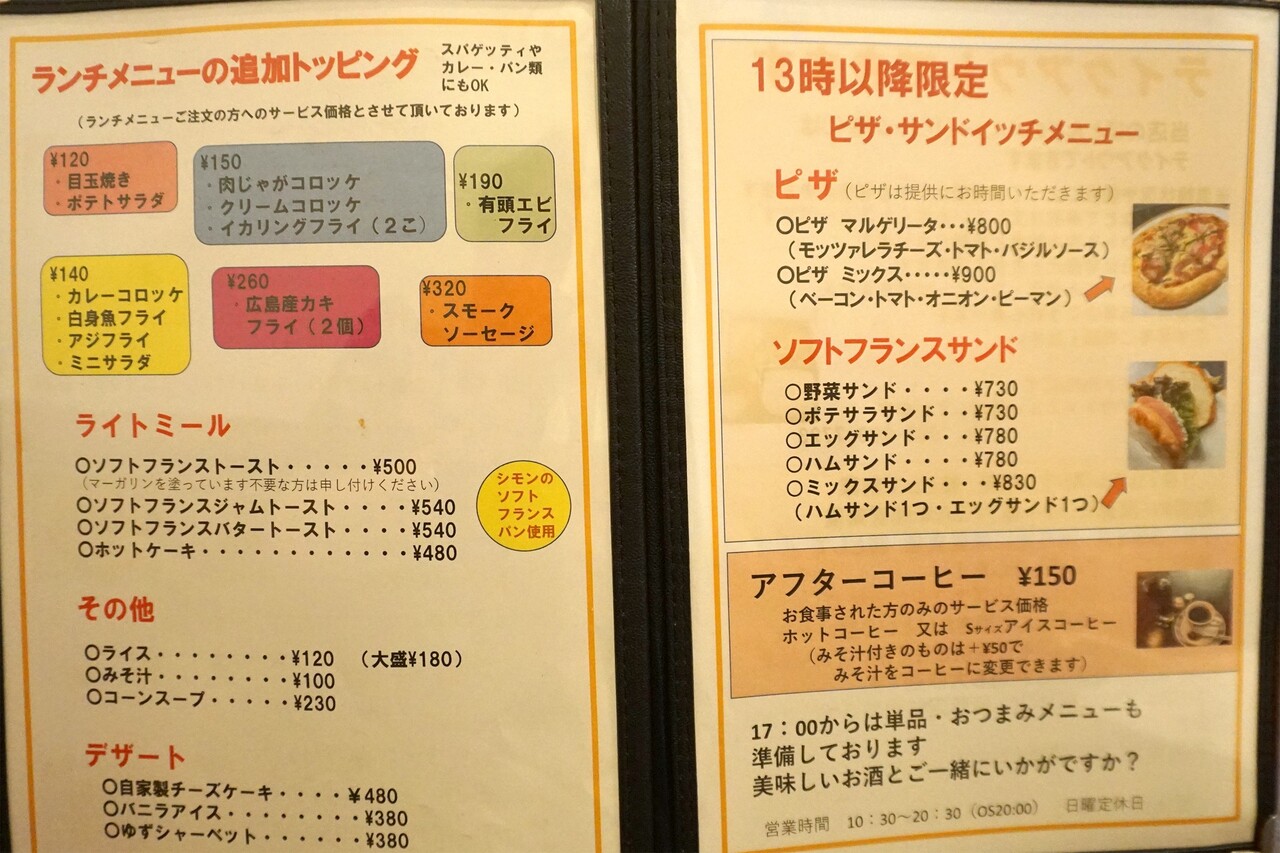 ランチメニューの追加トッピング
スパゲッティや
カレー・パン類
にもOK
（ランチメニューご注文の方へのサービス価格とさせて頂いております）
¥120
・目玉焼き
・ポテトサラダ
¥150
・肉じゃがコロッケ
・クリームコロッケ
・イカリングフライ（２こ）
¥190
・有頭エビ
フライ
¥140
・カレーコロッケ
・白身魚フライ
・アジフライ
・ミニサラダ
¥260
・広島産カキ
フライ（２個）
¥320
・スモーク
ソーセージ
ライトミール
〇ソフトフランストースト・・・・・¥500
（マーガリンを塗っています不要な方は申し付けください）
〇ソフトフランスジャムトースト・・・・¥540
〇ソフトフランスバタートースト・・・・¥540
〇ホットケーキ・・・・・・・・・・・・¥480
シモンの
ソフト
フランス
パン使用
その他
〇ライス・・・・・・・・¥120　（大盛¥180）
〇みそ汁・・・・・・・・¥100
〇コーンスープ・・・・・¥230
デザート
〇自家製チーズケーキ・・・・¥480
〇バニラアイス・・・・・・・¥380
〇ゆずシャーベット・・・・・¥380
13時以降限定
ピザ・サンドイッチメニュー
ピザ（ピザは提供にお時間いただきます）
〇ピザ マルゲリータ・・・¥800
（モッツァレラチーズ・トマト・バジルソース）
〇ピザ ミックス・・・・・¥900
（ベーコン・トマト・オニオン・ピーマン）
ソフトフランスサンド
〇野菜サンド・・・・¥730
〇ポテサラサンド・・¥730
〇エッグサンド・・・¥780
〇ハムサンド・・・・¥780
〇ミックスサンド・・・¥830
（ハムサンド1つ・エッグサンド1つ）
アフターコーヒー　¥150
お食事された方のみのサービス価格
ホットコーヒー　又は　Sサイズアイスコーヒー
（みそ汁付きのものは＋¥50で
みそ汁をコーヒーに変更できます）
17：00からは単品・おつまみメニューも
準備しております
美味しいお酒とご一緒にいかがですか？
営業時間　10：30～20：30（OS20:00）　日曜定休日